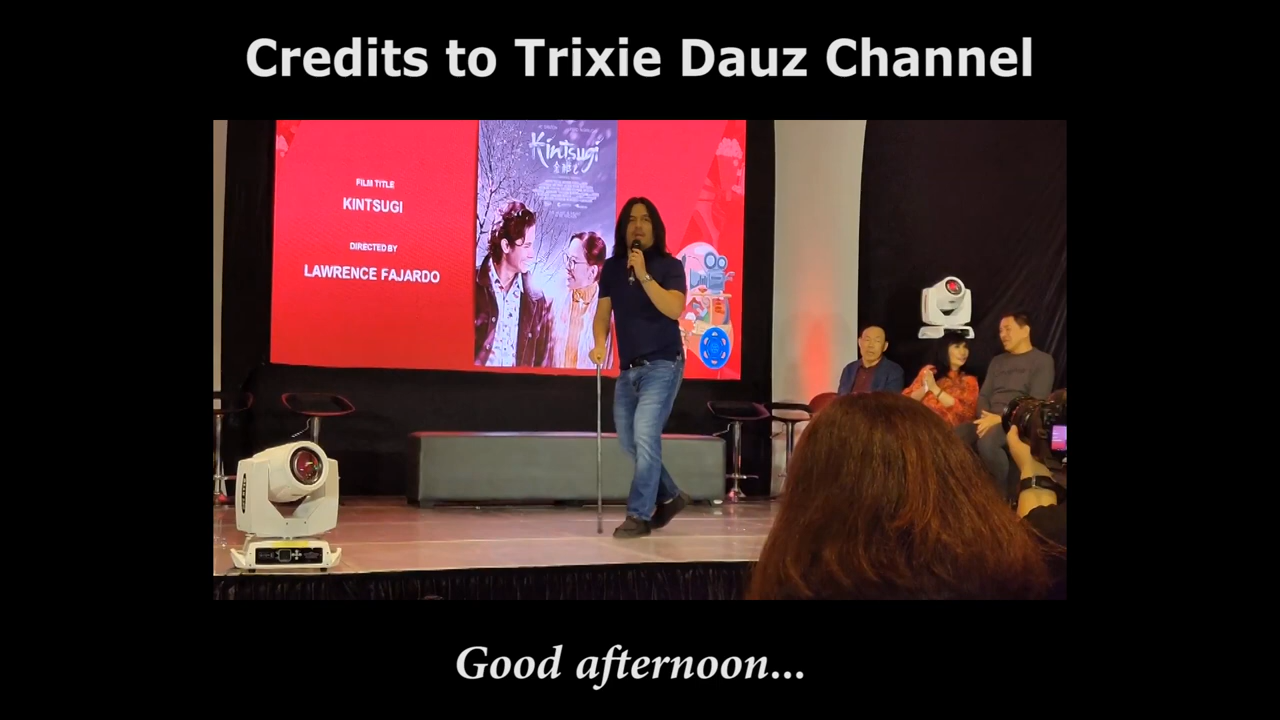 Credits to Trixie Dauz Channel
FILM TITLE
KINTSUGI
DIRECTED BY
LAWRENCE FAJARDO
Kintsugi
Good afternoon...